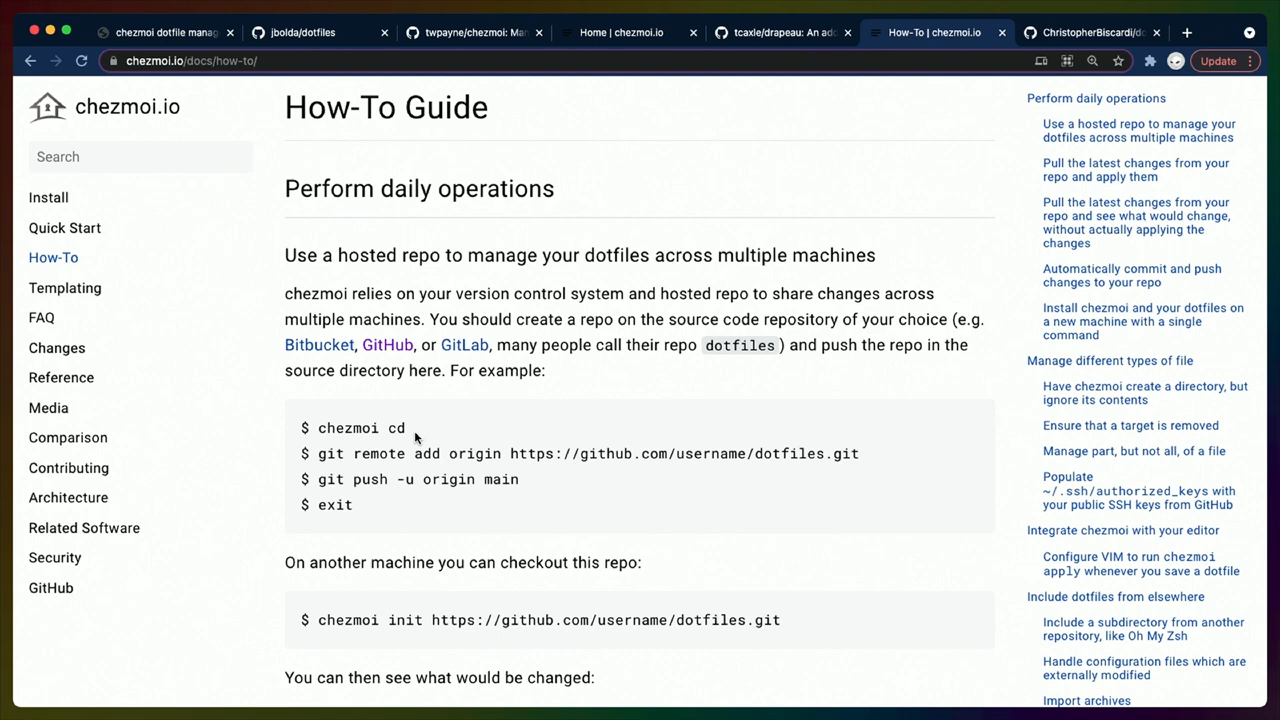 chezmoi dotfile manag
jbolda/dotfiles
twpayne/chezmoi: Ma
Home | chezmoi.io
tcaxle/drapeau: An ad
How-To | chezmoi.io
ChristopherBiscardi/do
chezmoi.io/docs/how-to/
Update
chezmoi.io
Search
Install
Quick Start
How-To
Templating
FAQ
Changes
Reference
Media
Comparison
Contributing
Architecture
Related Software
Security
GitHub
How-To Guide
Perform daily operations
Use a hosted repo to manage your dotfiles across multiple machines
chezmoi relies on your version control system and hosted repo to share changes across
multiple machines. You should create a repo on the source code repository of your choice (e.g.
Bitbucket, GitHub, or GitLab, many people call their repo dotfiles) and push the repo in the
source directory here. For example:
$ chezmoi cd
$ git remote add origin https://github.com/username/dotfiles.git
$ git push -u origin main
$ exit
On another machine you can checkout this repo:
$ chezmoi init https://github.com/username/dotfiles.git
You can then see what would be changed:
Perform daily operations
Use a hosted repo to manage your
dotfiles across multiple machines
Pull the latest changes from your
repo and apply them
Pull the latest changes from your
repo and see what would change,
without actually applying the
changes
Automatically commit and push
changes to your repo
Install chezmoi and your dotfiles on
a new machine with a single
command
Manage different types of file
Have chezmoi create a directory, but
ignore its contents
Ensure that a target is removed
Manage part, but not all, of a file
Populate
~/.ssh/authorized_keys with
your public SSH keys from GitHub
Integrate chezmoi with your editor
Configure VIM to run chezmoi
apply whenever you save a dotfile
Include dotfiles from elsewhere
Include a subdirectory from another
repository, like Oh My Zsh
Handle configuration files which are
externally modified
Import archives